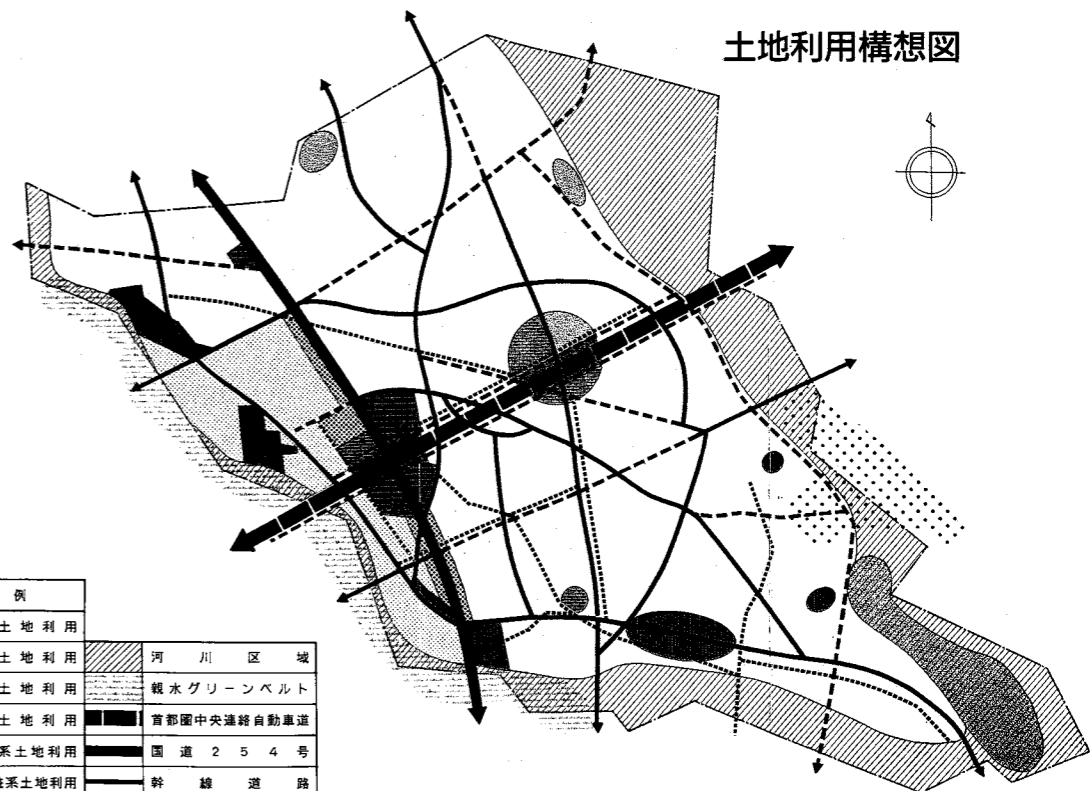 土地利用構想図
例
土地利用
土地利用
河川区域
土地利用
親水グリーンベルト
土地利用
首都圏中央連絡自動車道
系土地利用
国道254号
系土地利用
幹線道路